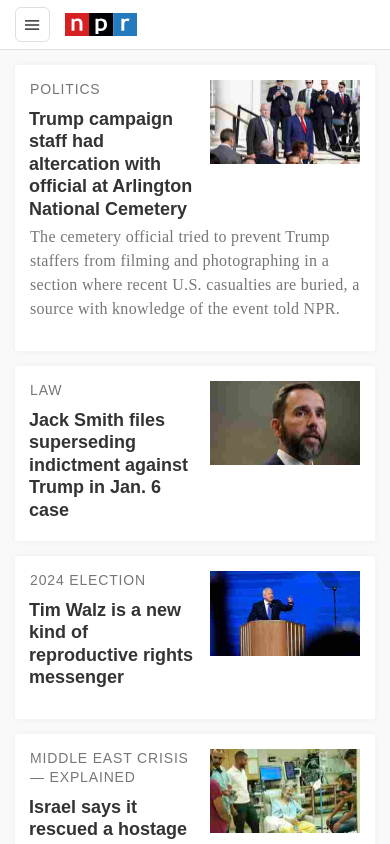 npr
POLITICS
Trump campaign
staff had
altercation with
official at Arlington
National Cemetery
The cemetery official tried to prevent Trump
staffers from filming and photographing in a
section where recent U.S. casualties are buried, a
source with knowledge of the event told NPR.
LAW
Jack Smith files
superseding
indictment against
Trump in Jan. 6
case
2024 ELECTION
Tim Walz is a new
kind of
reproductive rights
messenger
MIDDLE EAST CRISIS
— EXPLAINED
Israel says it
rescued a hostage